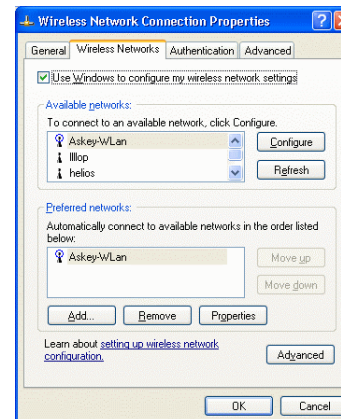 Wireless Network Connection Properties
General Wireless Networks Authentication Advanced
Use Windows to configure my wireless network settings
Available networks:
To connect to an available network, click Configure.
Askey-WLan
llllop
helios
Configure
Refresh
Preferred networks:
Automatically connect to available networks in the order listed
below:
Askey-WLan
Move up
Move down
Add... Remove Properties
Learn about setting up wireless network
configuration.
Advanced
OK Cancel